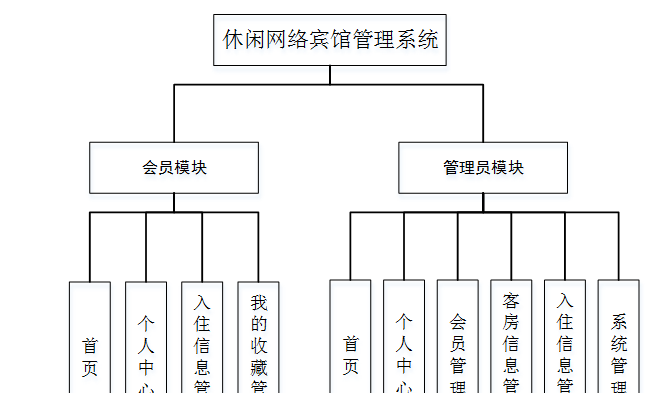 休闲网络宾馆管理系统
会员模块
管理员模块
首页
个人中心
入住信息管
我的收藏管
首页
个人中心
会员管理
客房信息管
入住信息管
系统管理